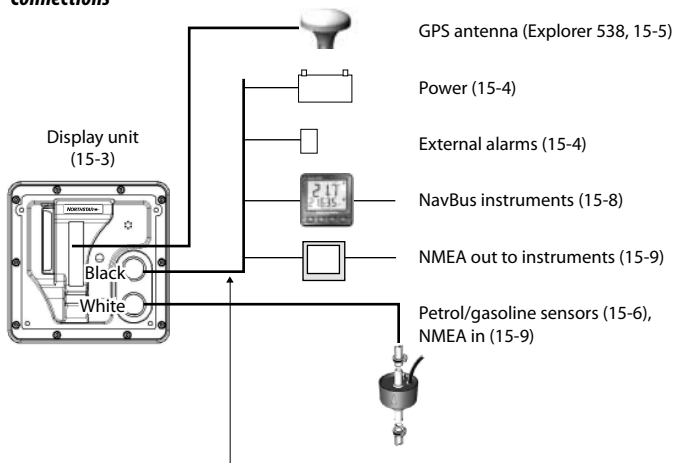 connections
GPS antenna (Explorer 538, 15-5)
Power (15-4)
External alarms (15-4)
Display unit
(15-3)
NavBus instruments (15-8)
NORTHSTAR
NMEA out to instruments (15-9)
Black
White
Petrol/gasoline sensors (15-6),
NMEA in (15-9)